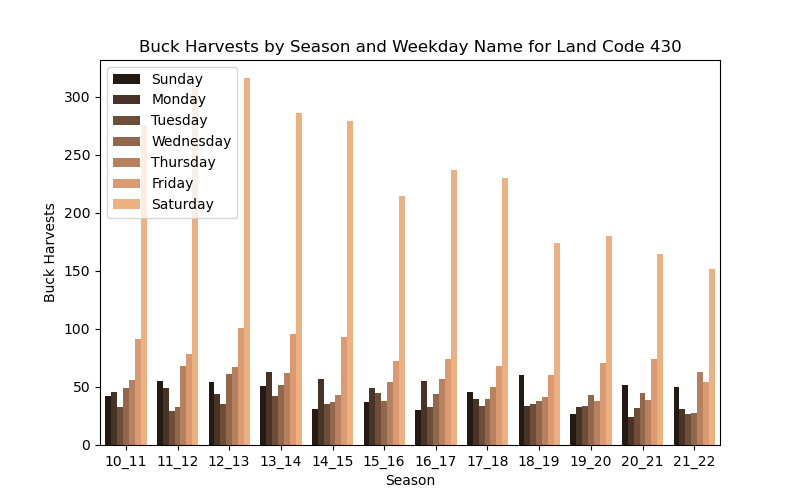 Buck Harvests by Season and Weekday Name for Land Code 430
Sunday
Monday
Tuesday
Wednesday
Thursday
Friday
Saturday
300
250
200
150
100
50
0
Buck Harvests
10_11 11_12 12_13 13_14 14_15 15_16 16_17 17_18 18_19 19_20 20_21 21_22
Season